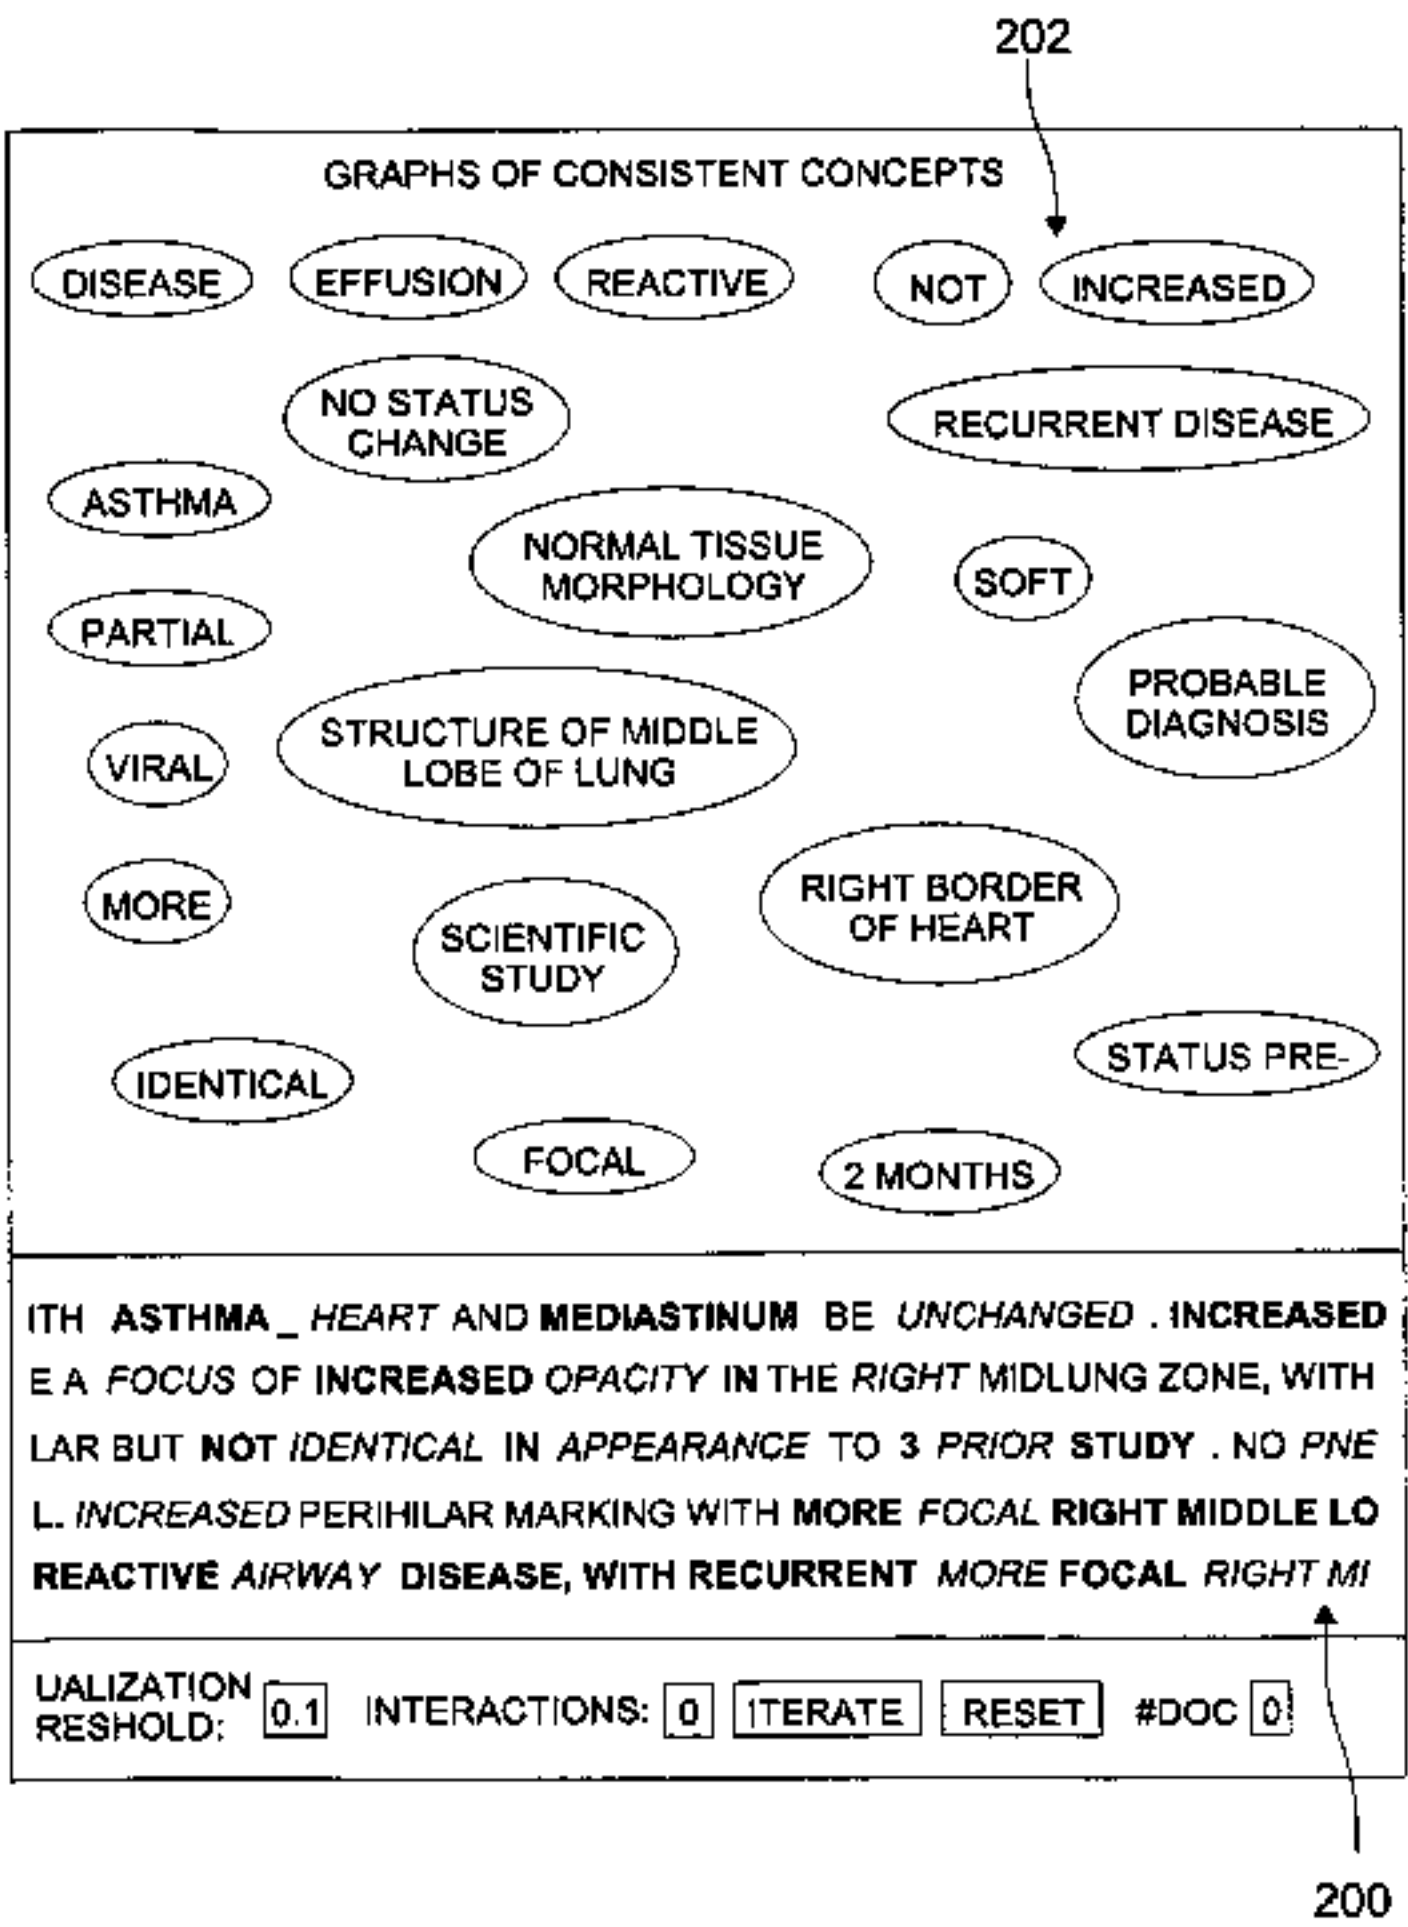 202
GRAPHS OF CONSISTENT CONCEPTS
DISEASE
EFFUSION
REACTIVE
NOT
INCREASED
NO STATUS
CHANGE
RECURRENT DISEASE
ASTHMA
NORMAL TISSUE
MORPHOLOGY
SOFT
PARTIAL
PROBABLE
DIAGNOSIS
STRUCTURE OF MIDDLE
LOBE OF LUNG
VIRAL
RIGHT BORDER
OF HEART
MORE
SCIENTIFIC
STUDY
STATUS PRE-
IDENTICAL
FOCAL
2 MONTHS
ITH ASTHMA_ HEART AND MEDIASTINUM BE UNCHANGED . INCREASED
E A FOCUS OF INCREASED OPACITY IN THE RIGHT MIDLUNG ZONE, WITH
LAR BUT NOT IDENTICAL IN APPEARANCE TO 3 PRIOR STUDY . NO PNE
L. INCREASED PERIHILAR MARKING WITH MORE FOCAL RIGHT MIDDLE LO
REACTIVE AIRWAY DISEASE, WITH RECURRENT MORE FOCAL RIGHT MI
UALIZATION
RESHOLD: 0.1 INTERACTIONS: 0 ITERATE RESET #DOC 0
200